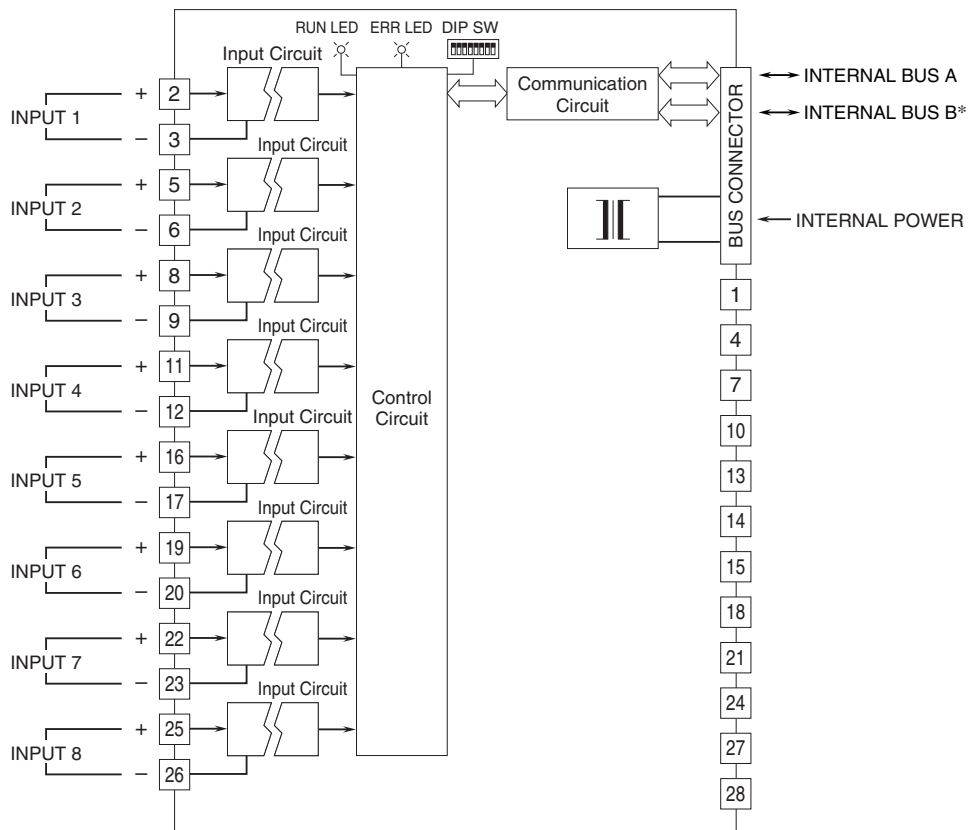 RUN LED ERR LED DIP SW
Input Circuit
INPUT 1
+ 2
− 3
Input Circuit
INPUT 2
+ 5
− 6
Input Circuit
INPUT 3
+ 8
− 9
Input Circuit
INPUT 4
+ 11
− 12
Input Circuit
INPUT 5
+ 16
− 17
Input Circuit
INPUT 6
+ 19
− 20
Input Circuit
INPUT 7
+ 22
− 23
Input Circuit
INPUT 8
+ 25
− 26
Control
Circuit
Communication
Circuit
BUS CONNECTOR
INTERNAL BUS A
INTERNAL BUS B*
INTERNAL POWER
1
4
7
10
13
14
15
18
21
24
27
28